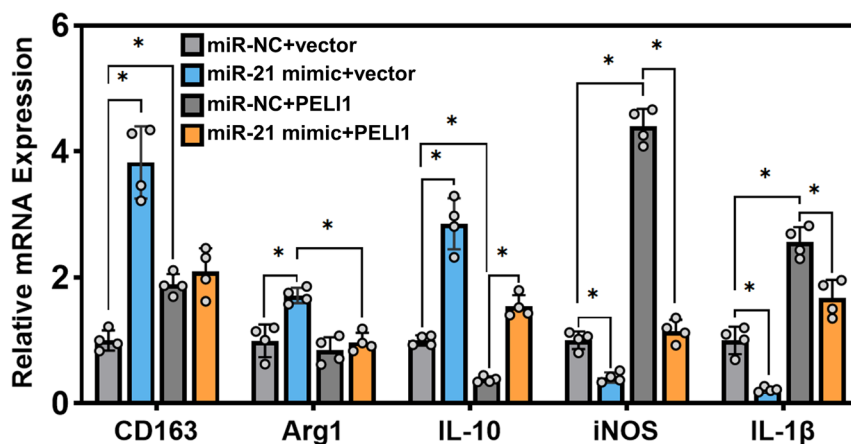 Relative mRNA Expression
6
4
2
0
miR-NC+vector
miR-21 mimic+vector
miR-NC+PELI1
miR-21 mimic+PELI1
* * * * * * * * * * * *
CD163 Arg1 IL-10 iNOS IL-1β